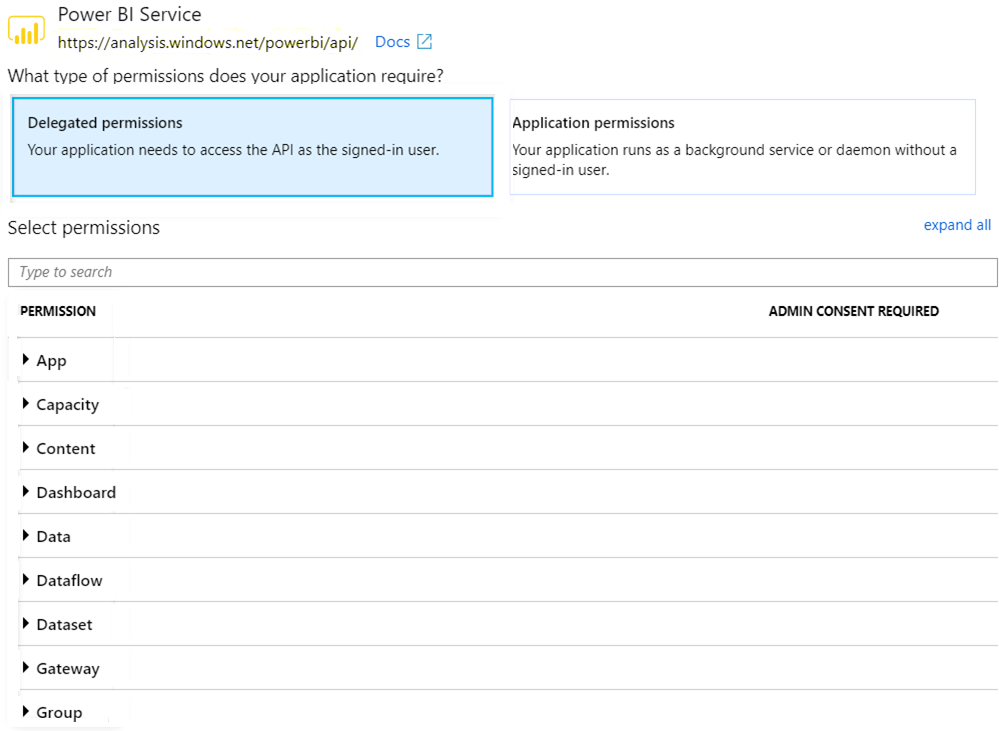 Power BI Service
https://analysis.windows.net/powerbi/api/ Docs
What type of permissions does your application require?
Delegated permissions
Your application needs to access the API as the signed-in user.
Application permissions
Your application runs as a background service or daemon without a
signed-in user.
Select permissions
expand all
Type to search
PERMISSION ADMIN CONSENT REQUIRED
App
Capacity
Content
Dashboard
Data
Dataflow
Dataset
Gateway
Group